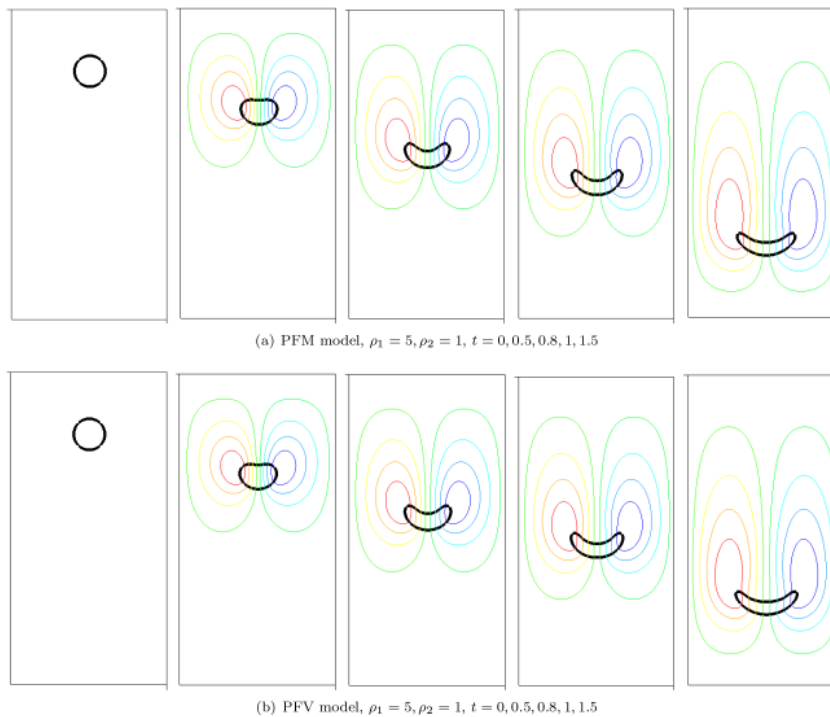 (a) PFM model, ρ₁ = 5, ρ₂ = 1, t = 0, 0.5, 0.8, 1, 1.5
(b) PFV model, ρ₁ = 5, ρ₂ = 1, t = 0, 0.5, 0.8, 1, 1.5